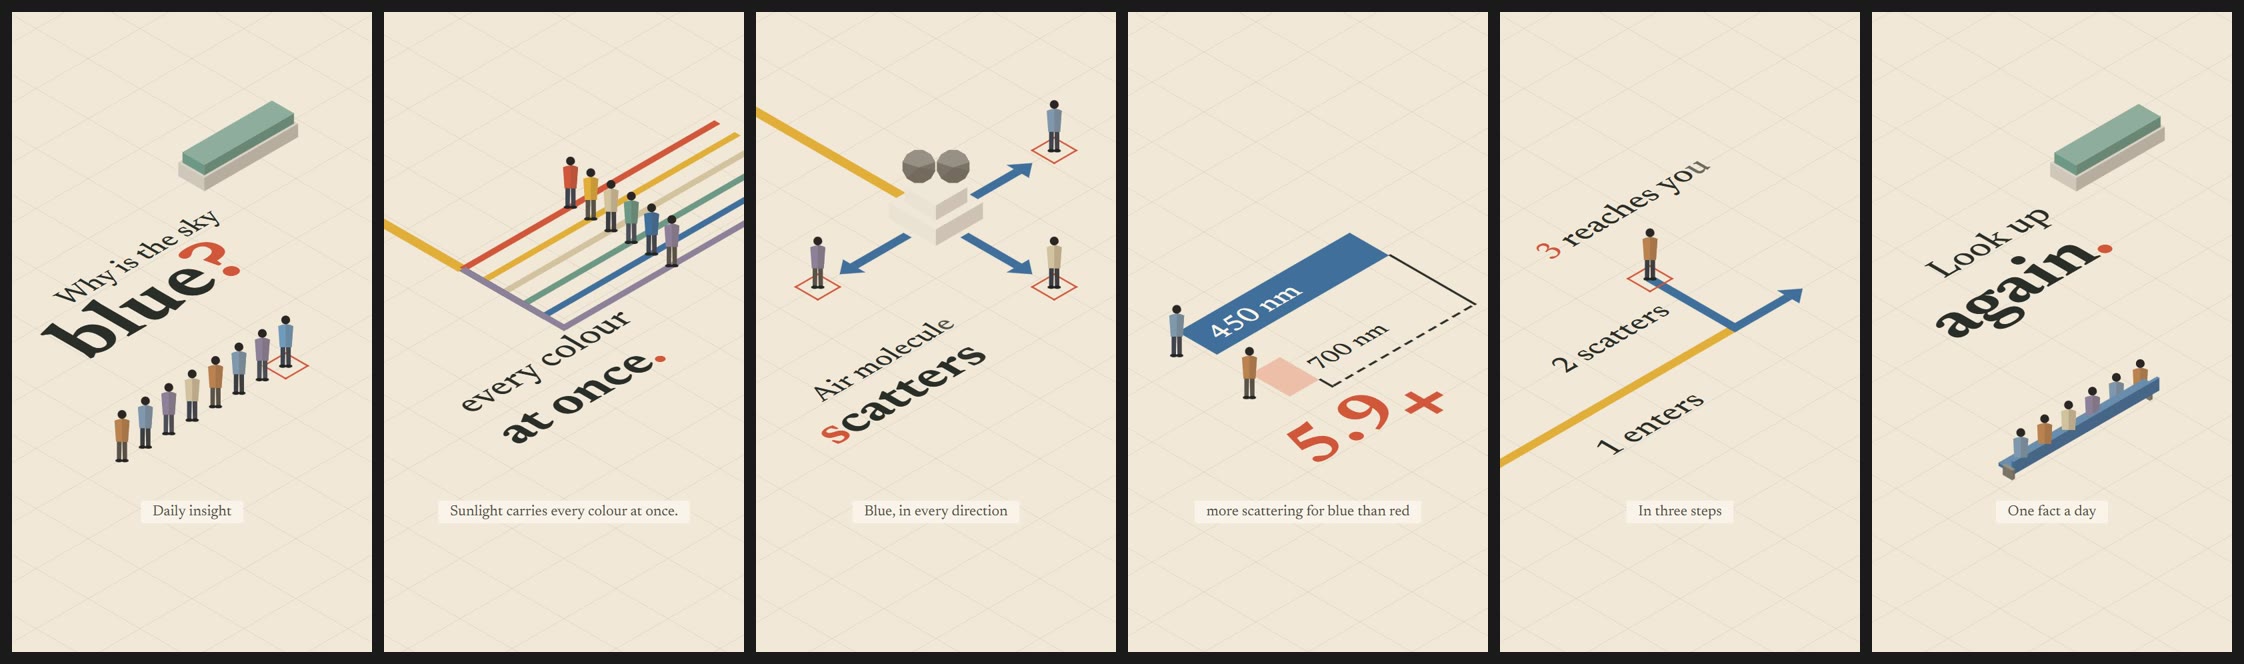 Why is the sky
blue?
Daily insight
every colour
at once.
Sunlight carries every colour at once.
Air molecule
scatters
Blue, in every direction
450 nm
700 nm
5.9 ×
more scattering for blue than red
3 reaches you
2 scatters
1 enters
In three steps
Look up
again.
One fact a day